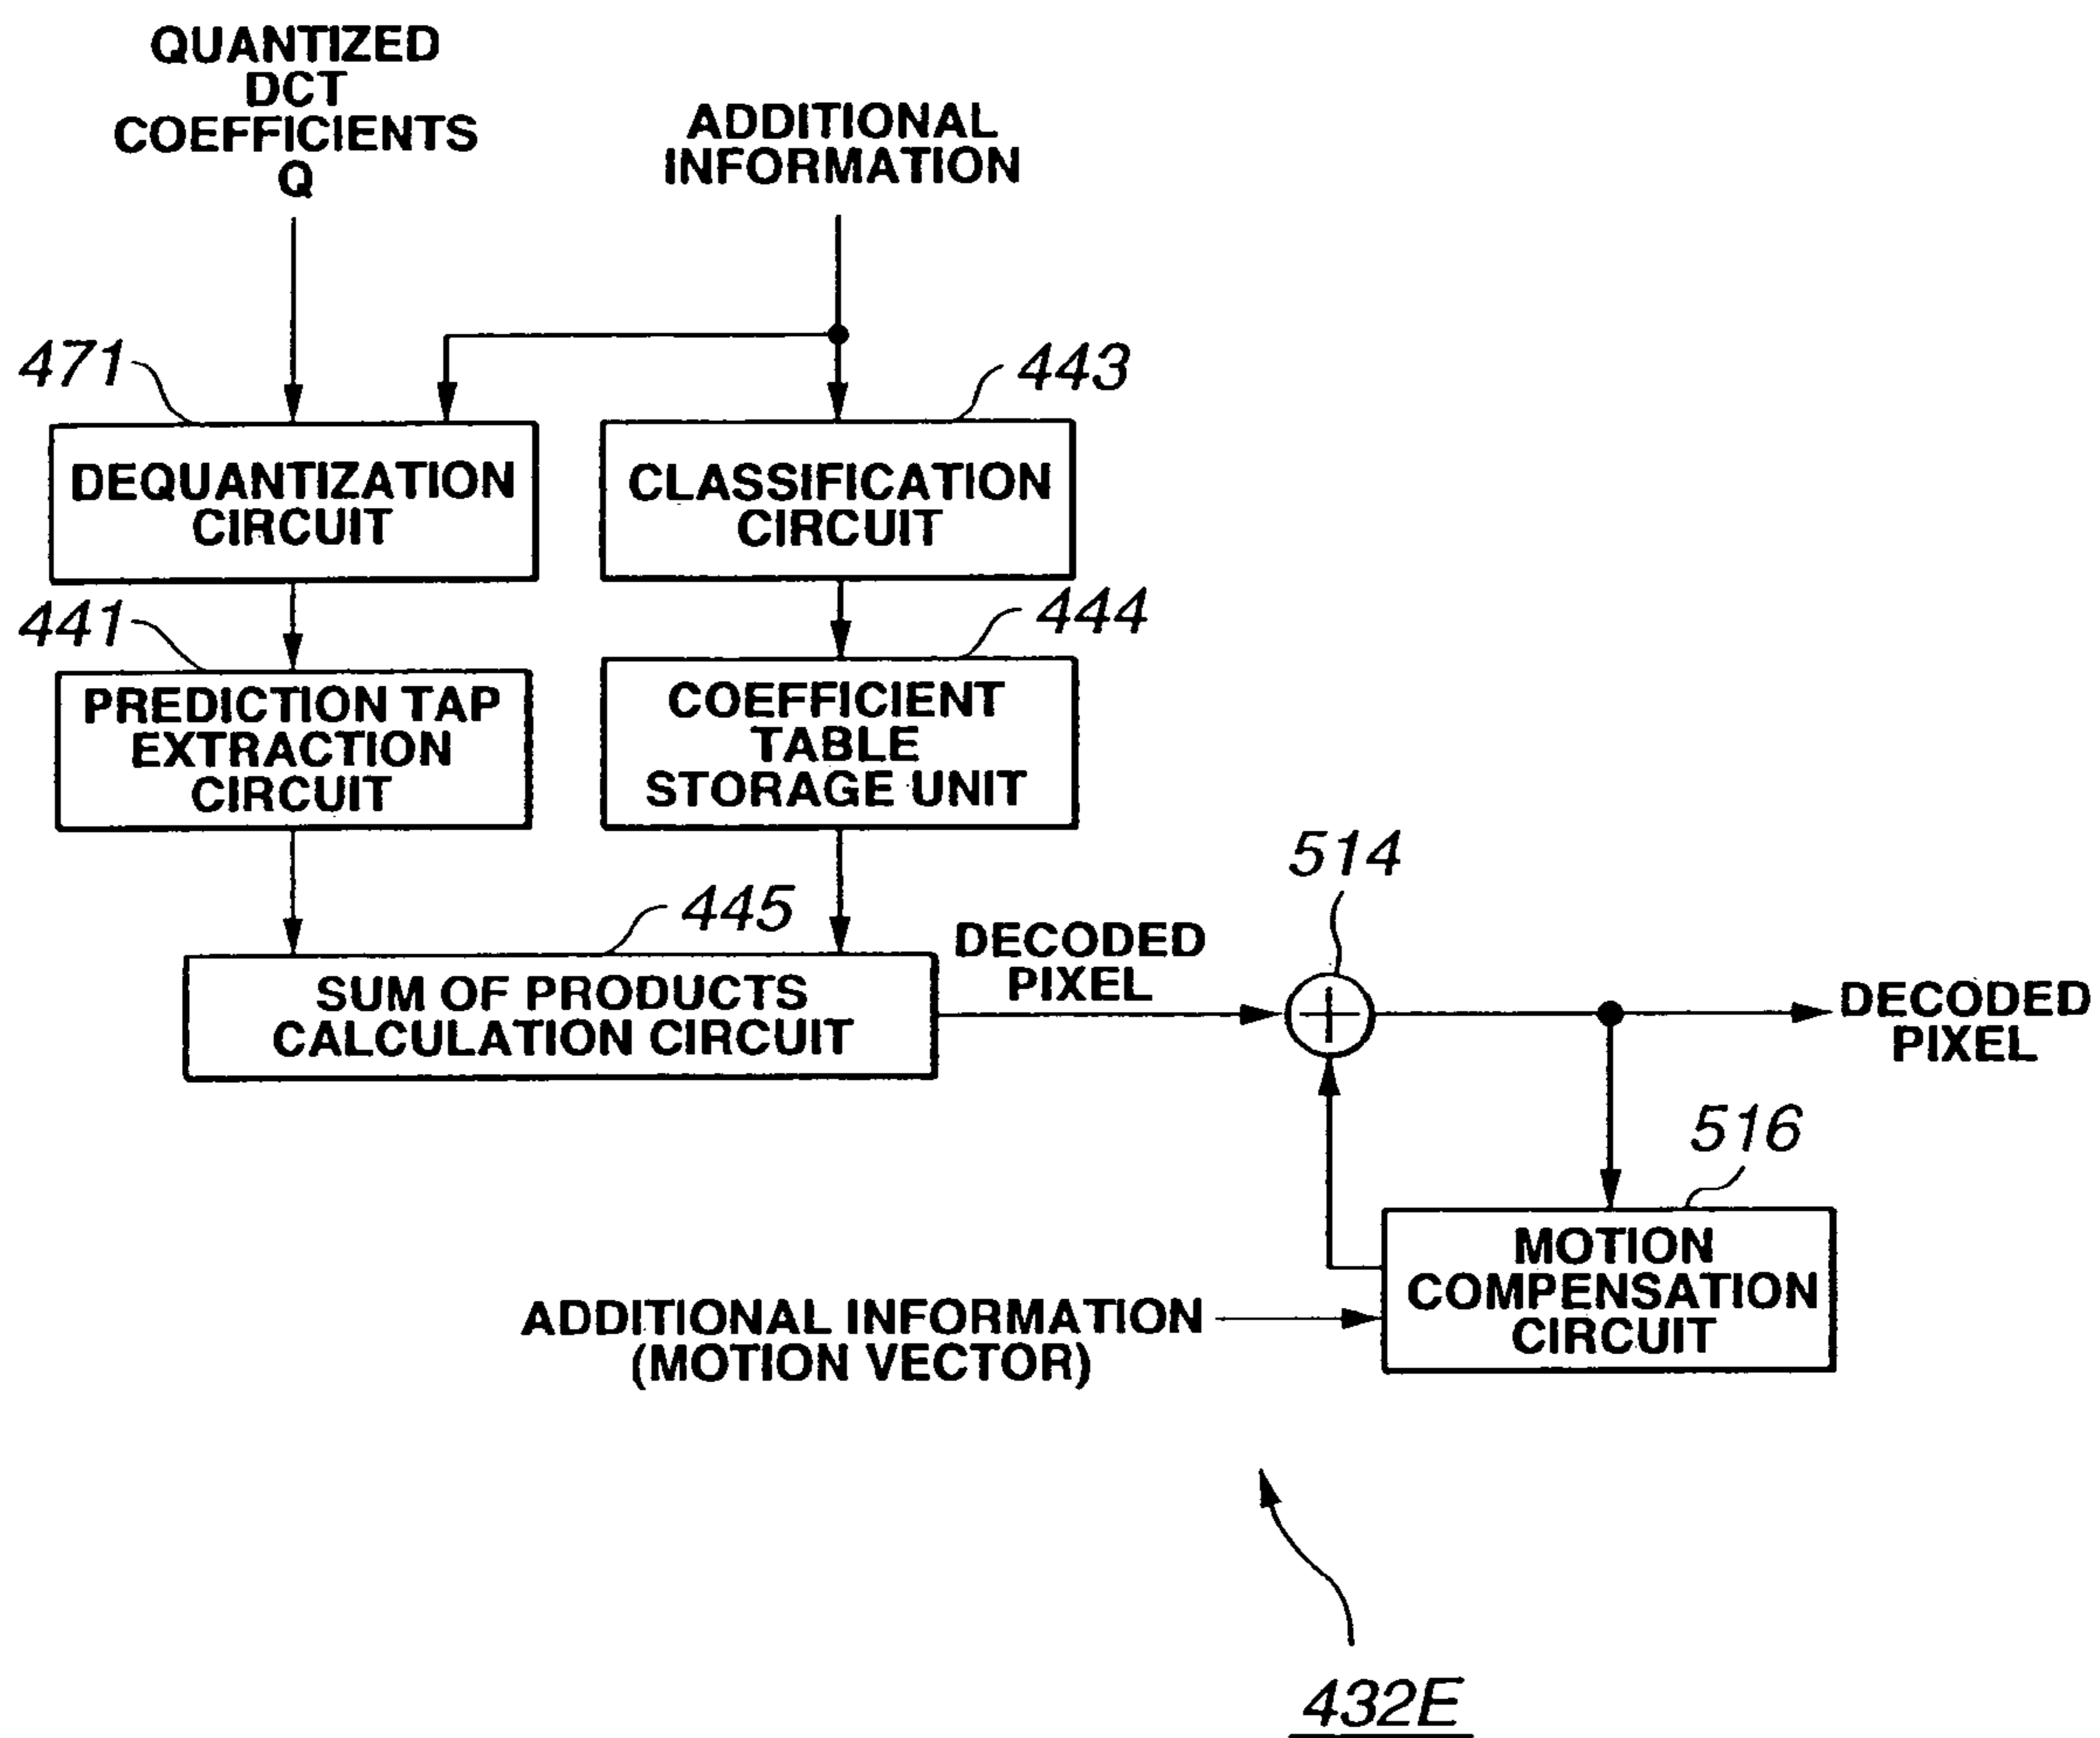 QUANTIZED
DCT
COEFFICIENTS
Q
ADDITIONAL
INFORMATION
471
443
DEQUANTIZATION
CIRCUIT
CLASSIFICATION
CIRCUIT
441
444
PREDICTION TAP
EXTRACTION
CIRCUIT
COEFFICIENT
TABLE
STORAGE UNIT
445
514
SUM OF PRODUCTS
CALCULATION CIRCUIT
DECODED
PIXEL
DECODED
PIXEL
516
MOTION
COMPENSATION
CIRCUIT
ADDITIONAL INFORMATION
(MOTION VECTOR)
432E